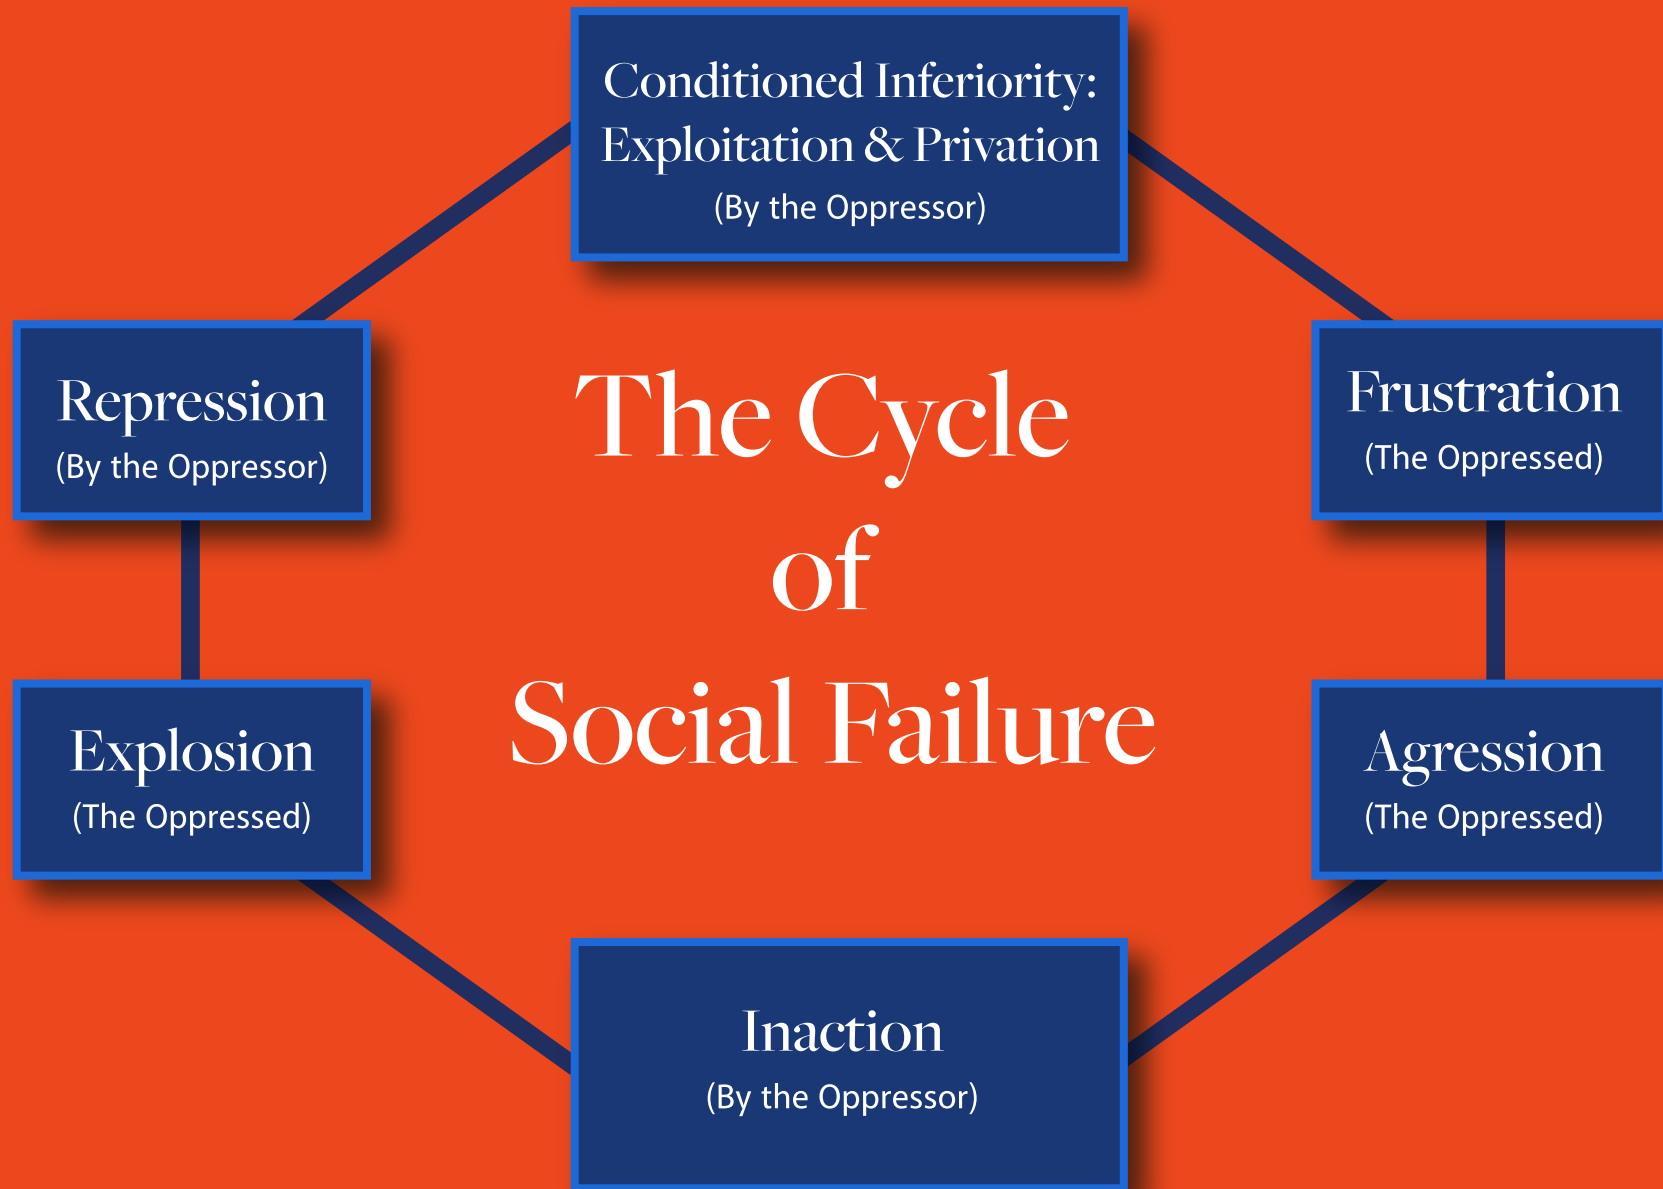 Conditioned Inferiority:
Exploitation & Privation
(By the Oppressor)
Repression
(By the Oppressor)
The Cycle
of
Social Failure
Frustration
(The Oppressed)
Explosion
(The Oppressed)
Agression
(The Oppressed)
Inaction
(By the Oppressor)